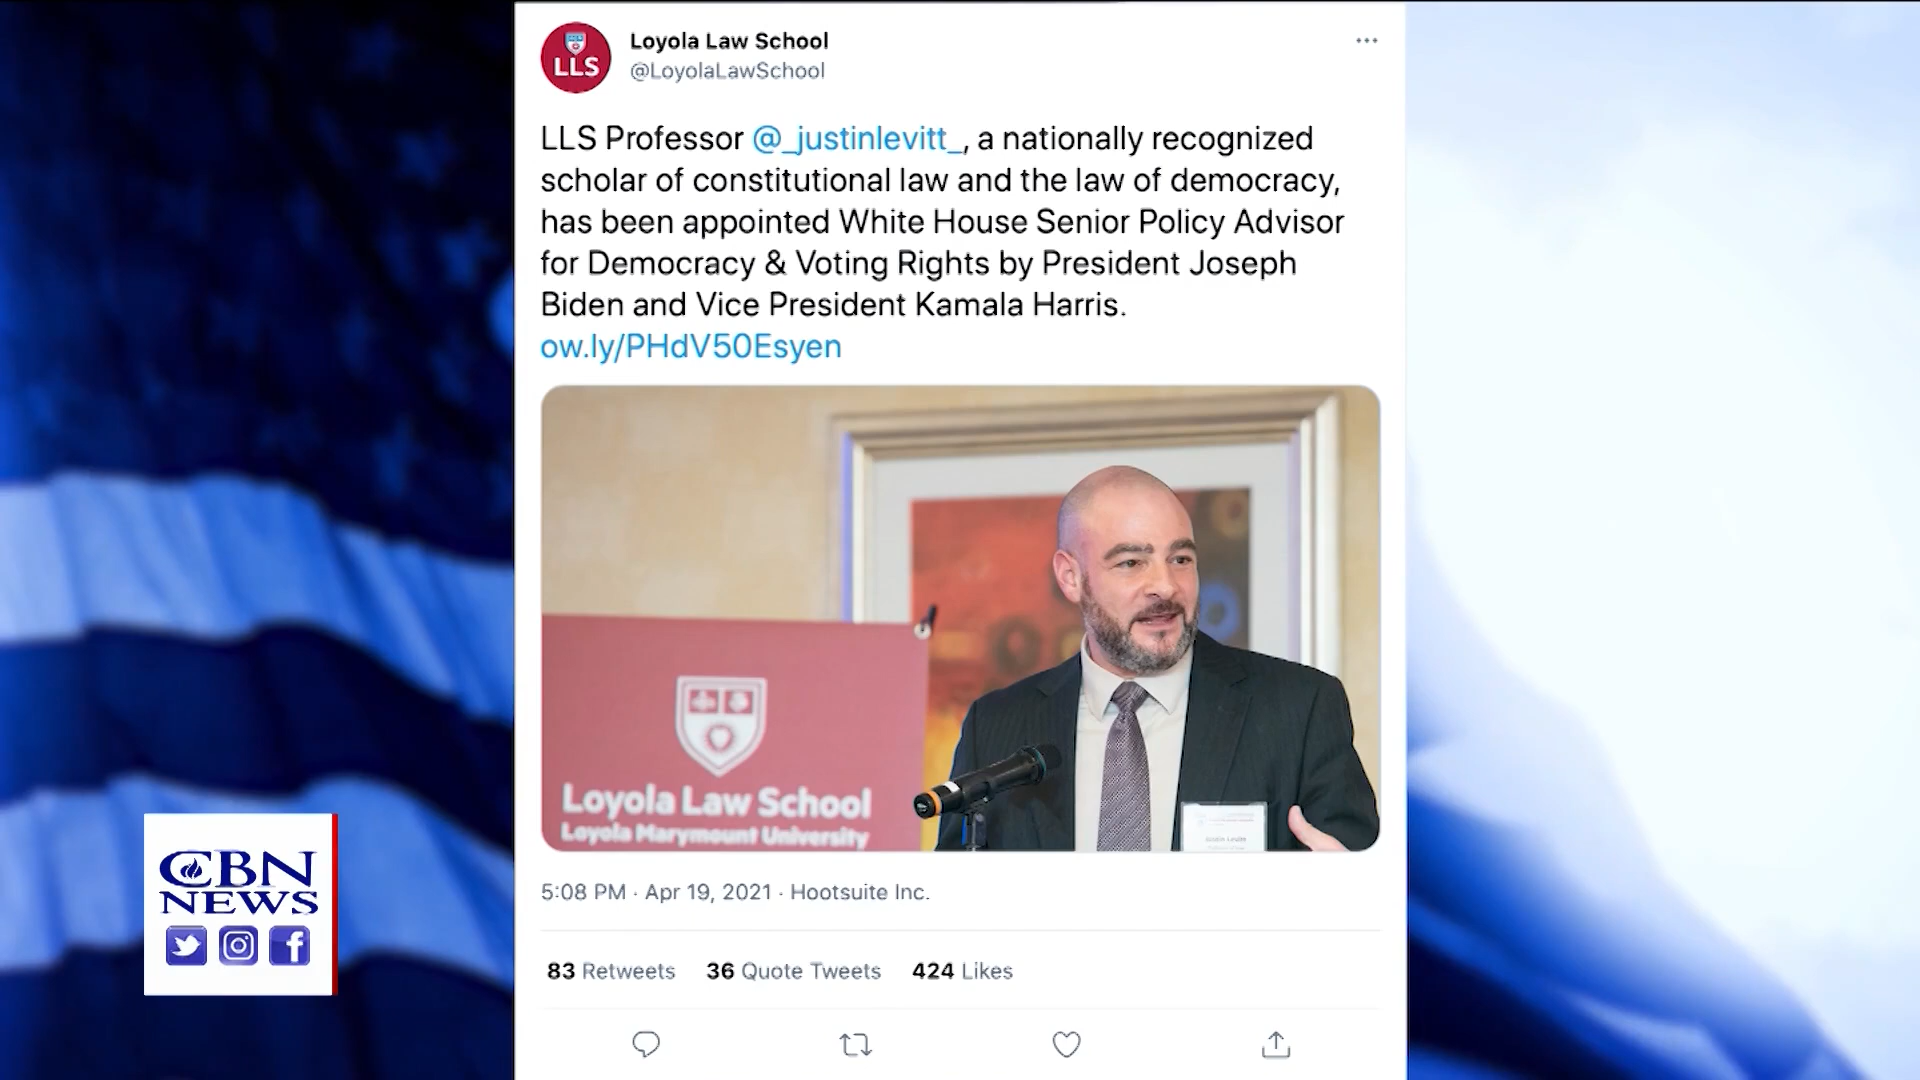 LLS
Loyola Law School
@LoyolaLawSchool
LLS Professor @_justinlevitt_, a nationally recognized
scholar of constitutional law and the law of democracy,
has been appointed White House Senior Policy Advisor
for Democracy & Voting Rights by President Joseph
Biden and Vice President Kamala Harris.
ow.ly/PHdV50Esyen
Loyola Law School
Loyola Marymount University
Justin Levitt
5:08 PM · Apr 19, 2021 · Hootsuite Inc.
83 Retweets 36 Quote Tweets 424 Likes
CBN
NEWS